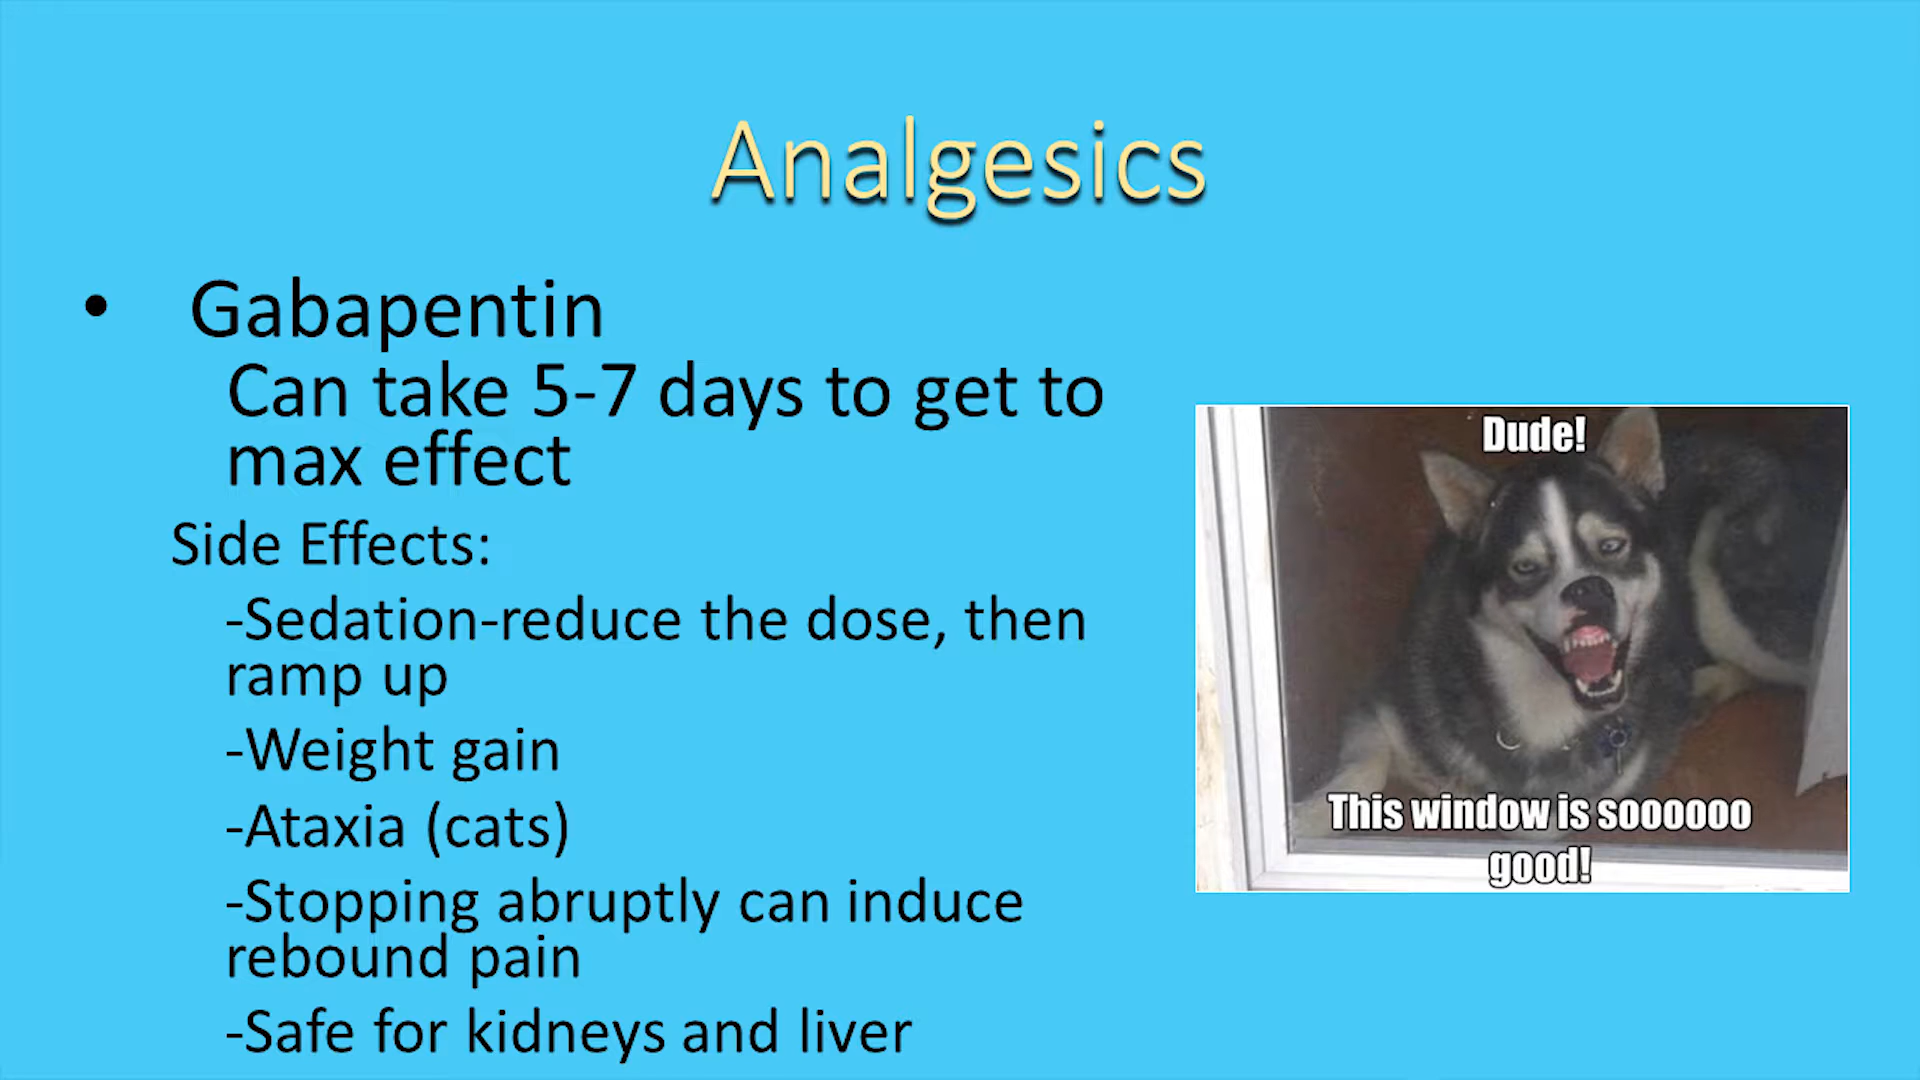 Analgesics
• Gabapentin
Can take 5-7 days to get to
max effect
Side Effects:
-Sedation-reduce the dose, then
ramp up
-Weight gain
-Ataxia (cats)
-Stopping abruptly can induce
rebound pain
-Safe for kidneys and liver
Dude!
This window is soooooo
good!